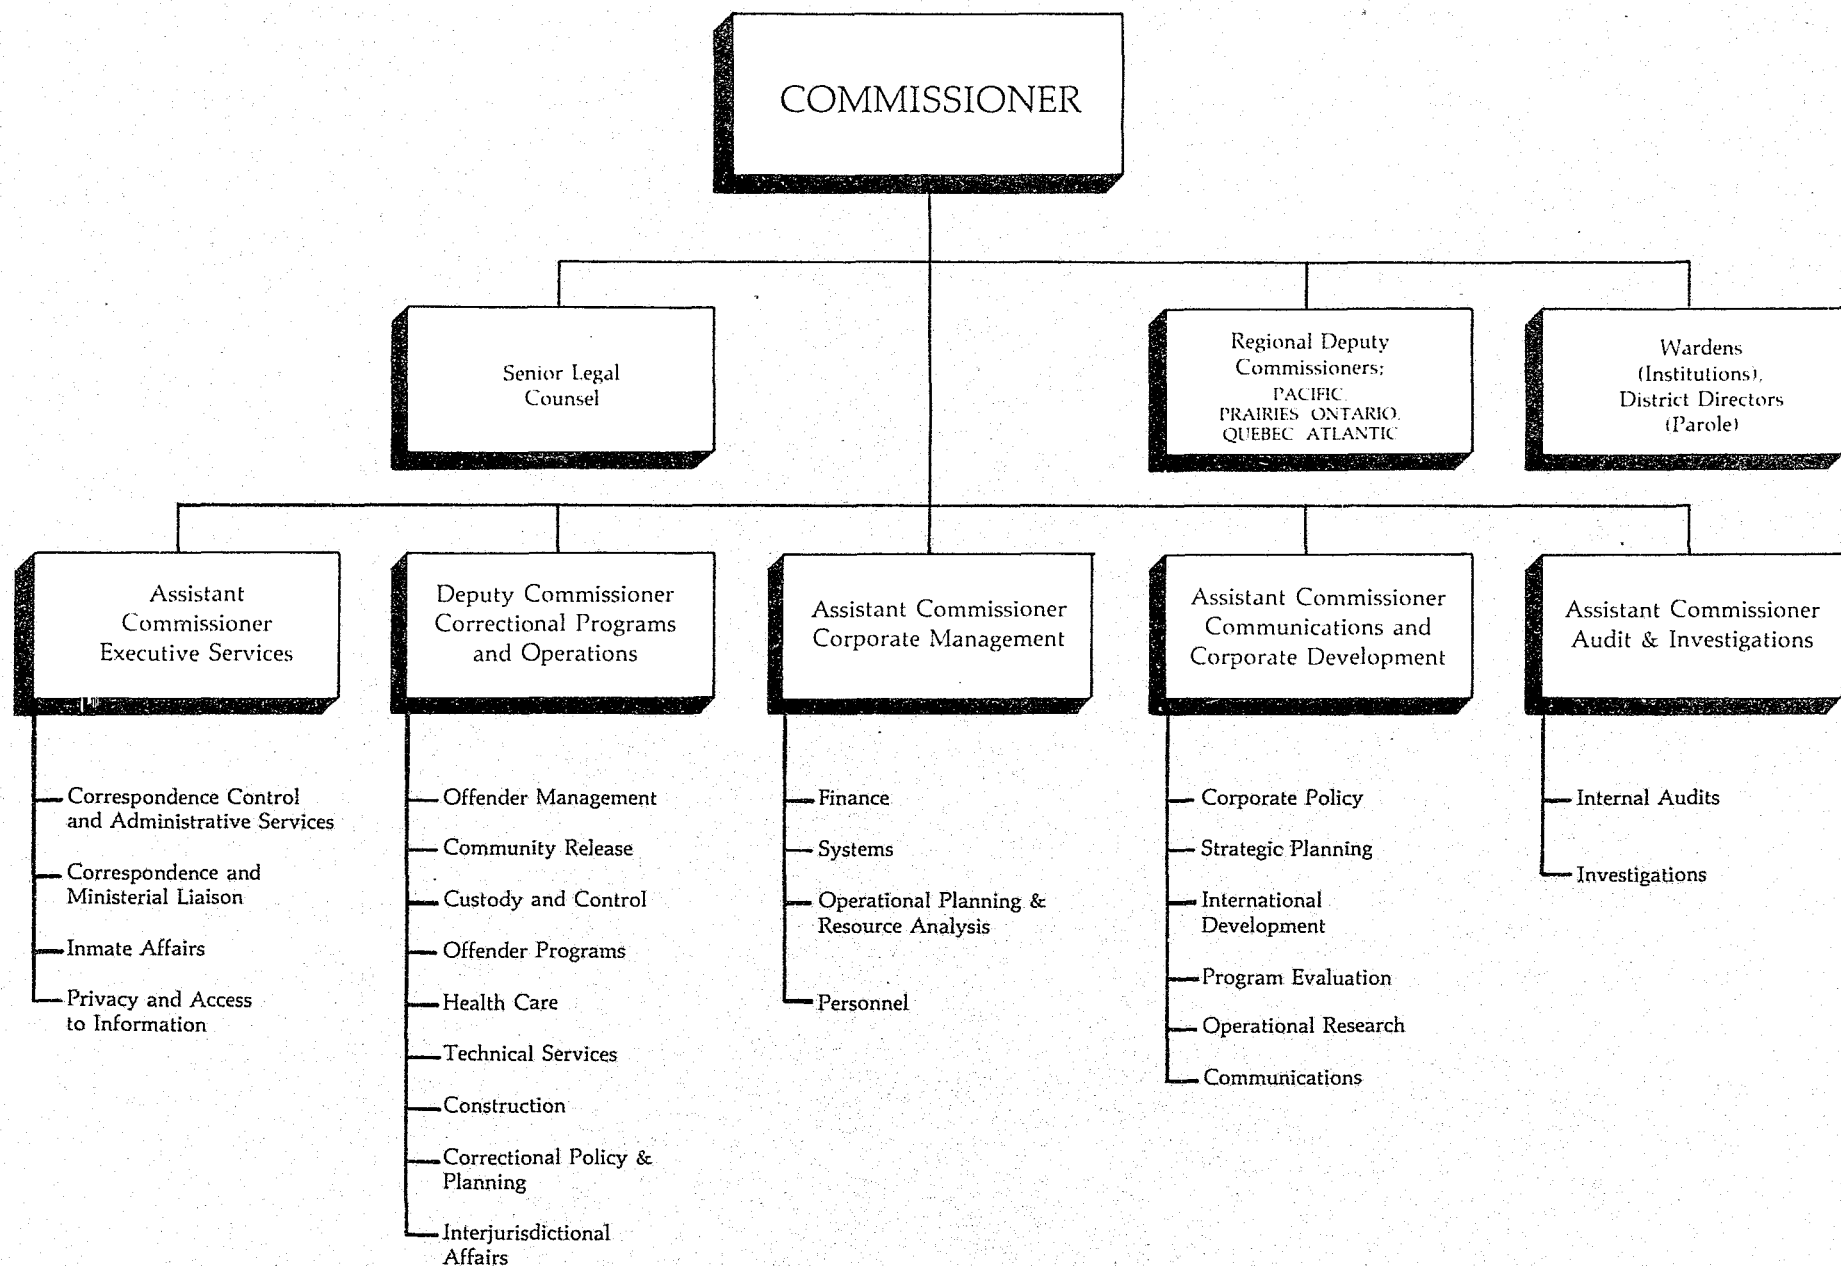 COMMISSIONER
Senior Legal
Counsel
Regional Deputy
Commissioners:
PACIFIC,
PRAIRIES ONTARIO,
QUEBEC ATLANTIC
Wardens
(Institutions),
District Directors
(Parole)
Assistant
Commissioner
Executive Services
Correspondence Control
and Administrative Services
Correspondence and
Ministerial Liaison
Inmate Affairs
Privacy and Access
to Information
Deputy Commissioner
Correctional Programs
and Operations
Offender Management
Community Release
Custody and Control
Offender Programs
Health Care
Technical Services
Construction
Correctional Policy &
Planning
Interjurisdictional
Affairs
Assistant Commissioner
Corporate Management
Finance
Systems
Operational Planning &
Resource Analysis
Personnel
Assistant Commissioner
Communications and
Corporate Development
Corporate Policy
Strategic Planning
International
Development
Program Evaluation
Operational Research
Communications
Assistant Commissioner
Audit & Investigations
Internal Audits
Investigations